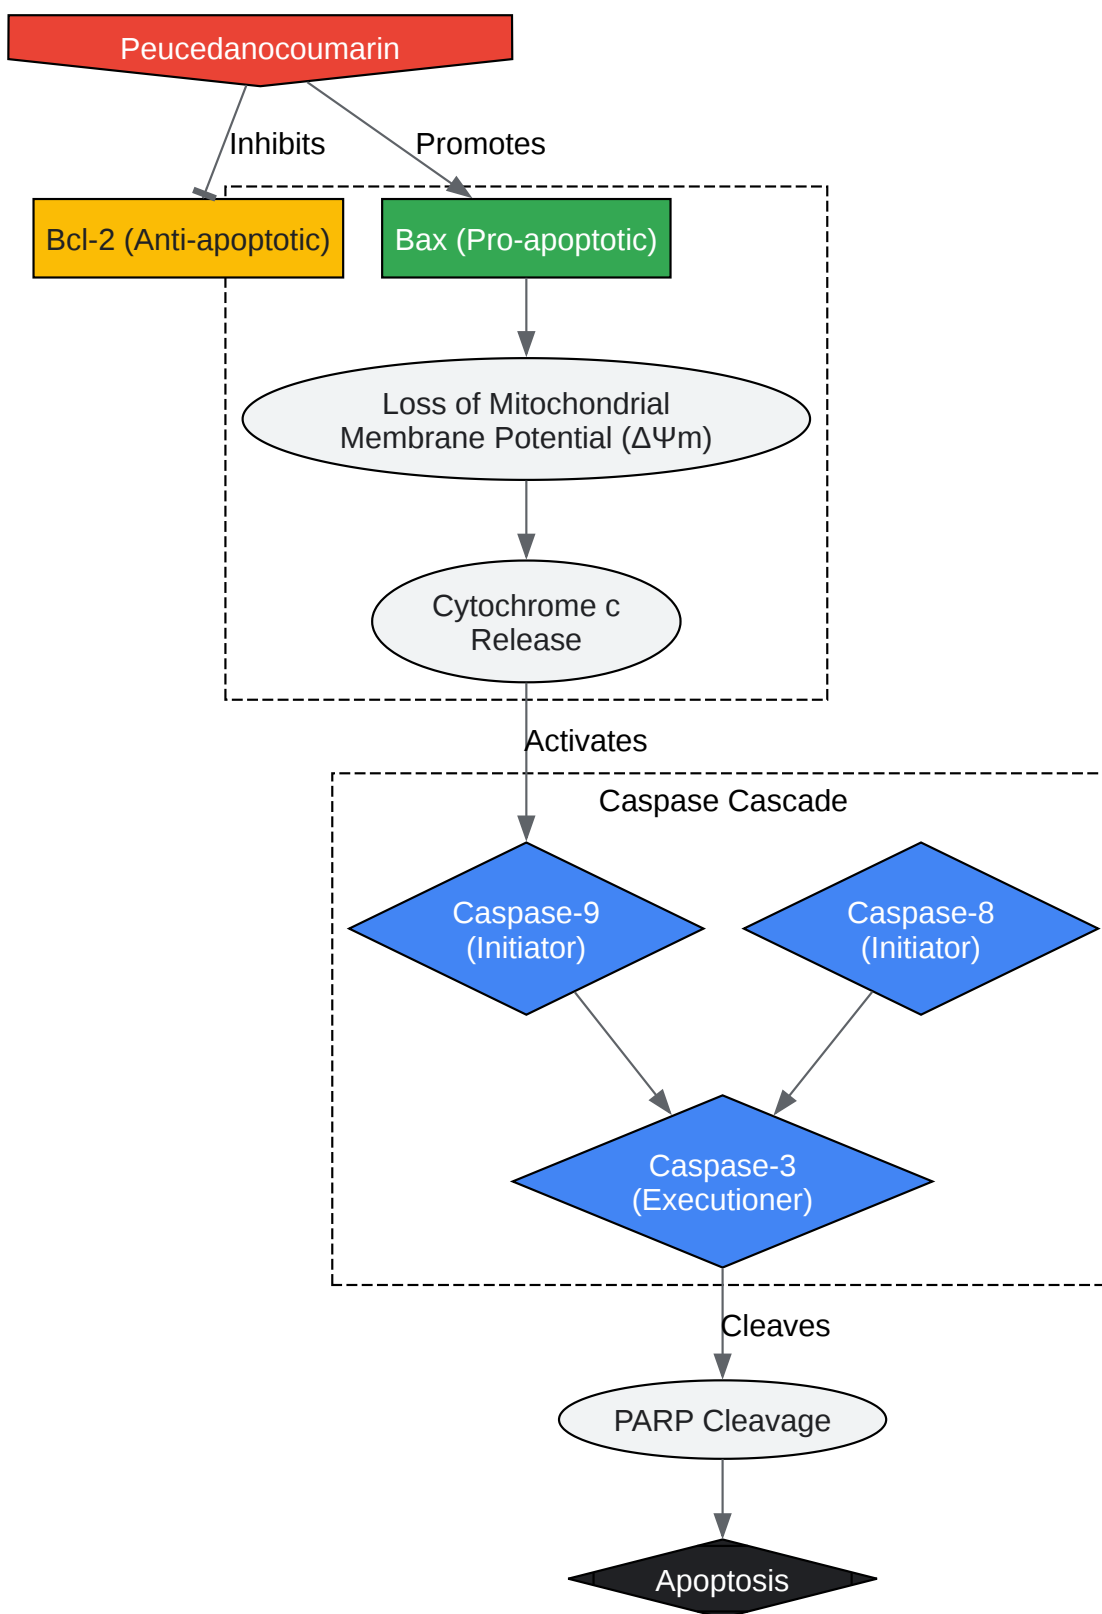 Peucedanocoumarin
Inhibits
Promotes
Bcl-2 (Anti-apoptotic)
Bax (Pro-apoptotic)
Loss of Mitochondrial
Membrane Potential (ΔΨm)
Cytochrome c
Release
Activates
Caspase Cascade
Caspase-9
(Initiator)
Caspase-8
(Initiator)
Caspase-3
(Executioner)
Cleaves
PARP Cleavage
Apoptosis